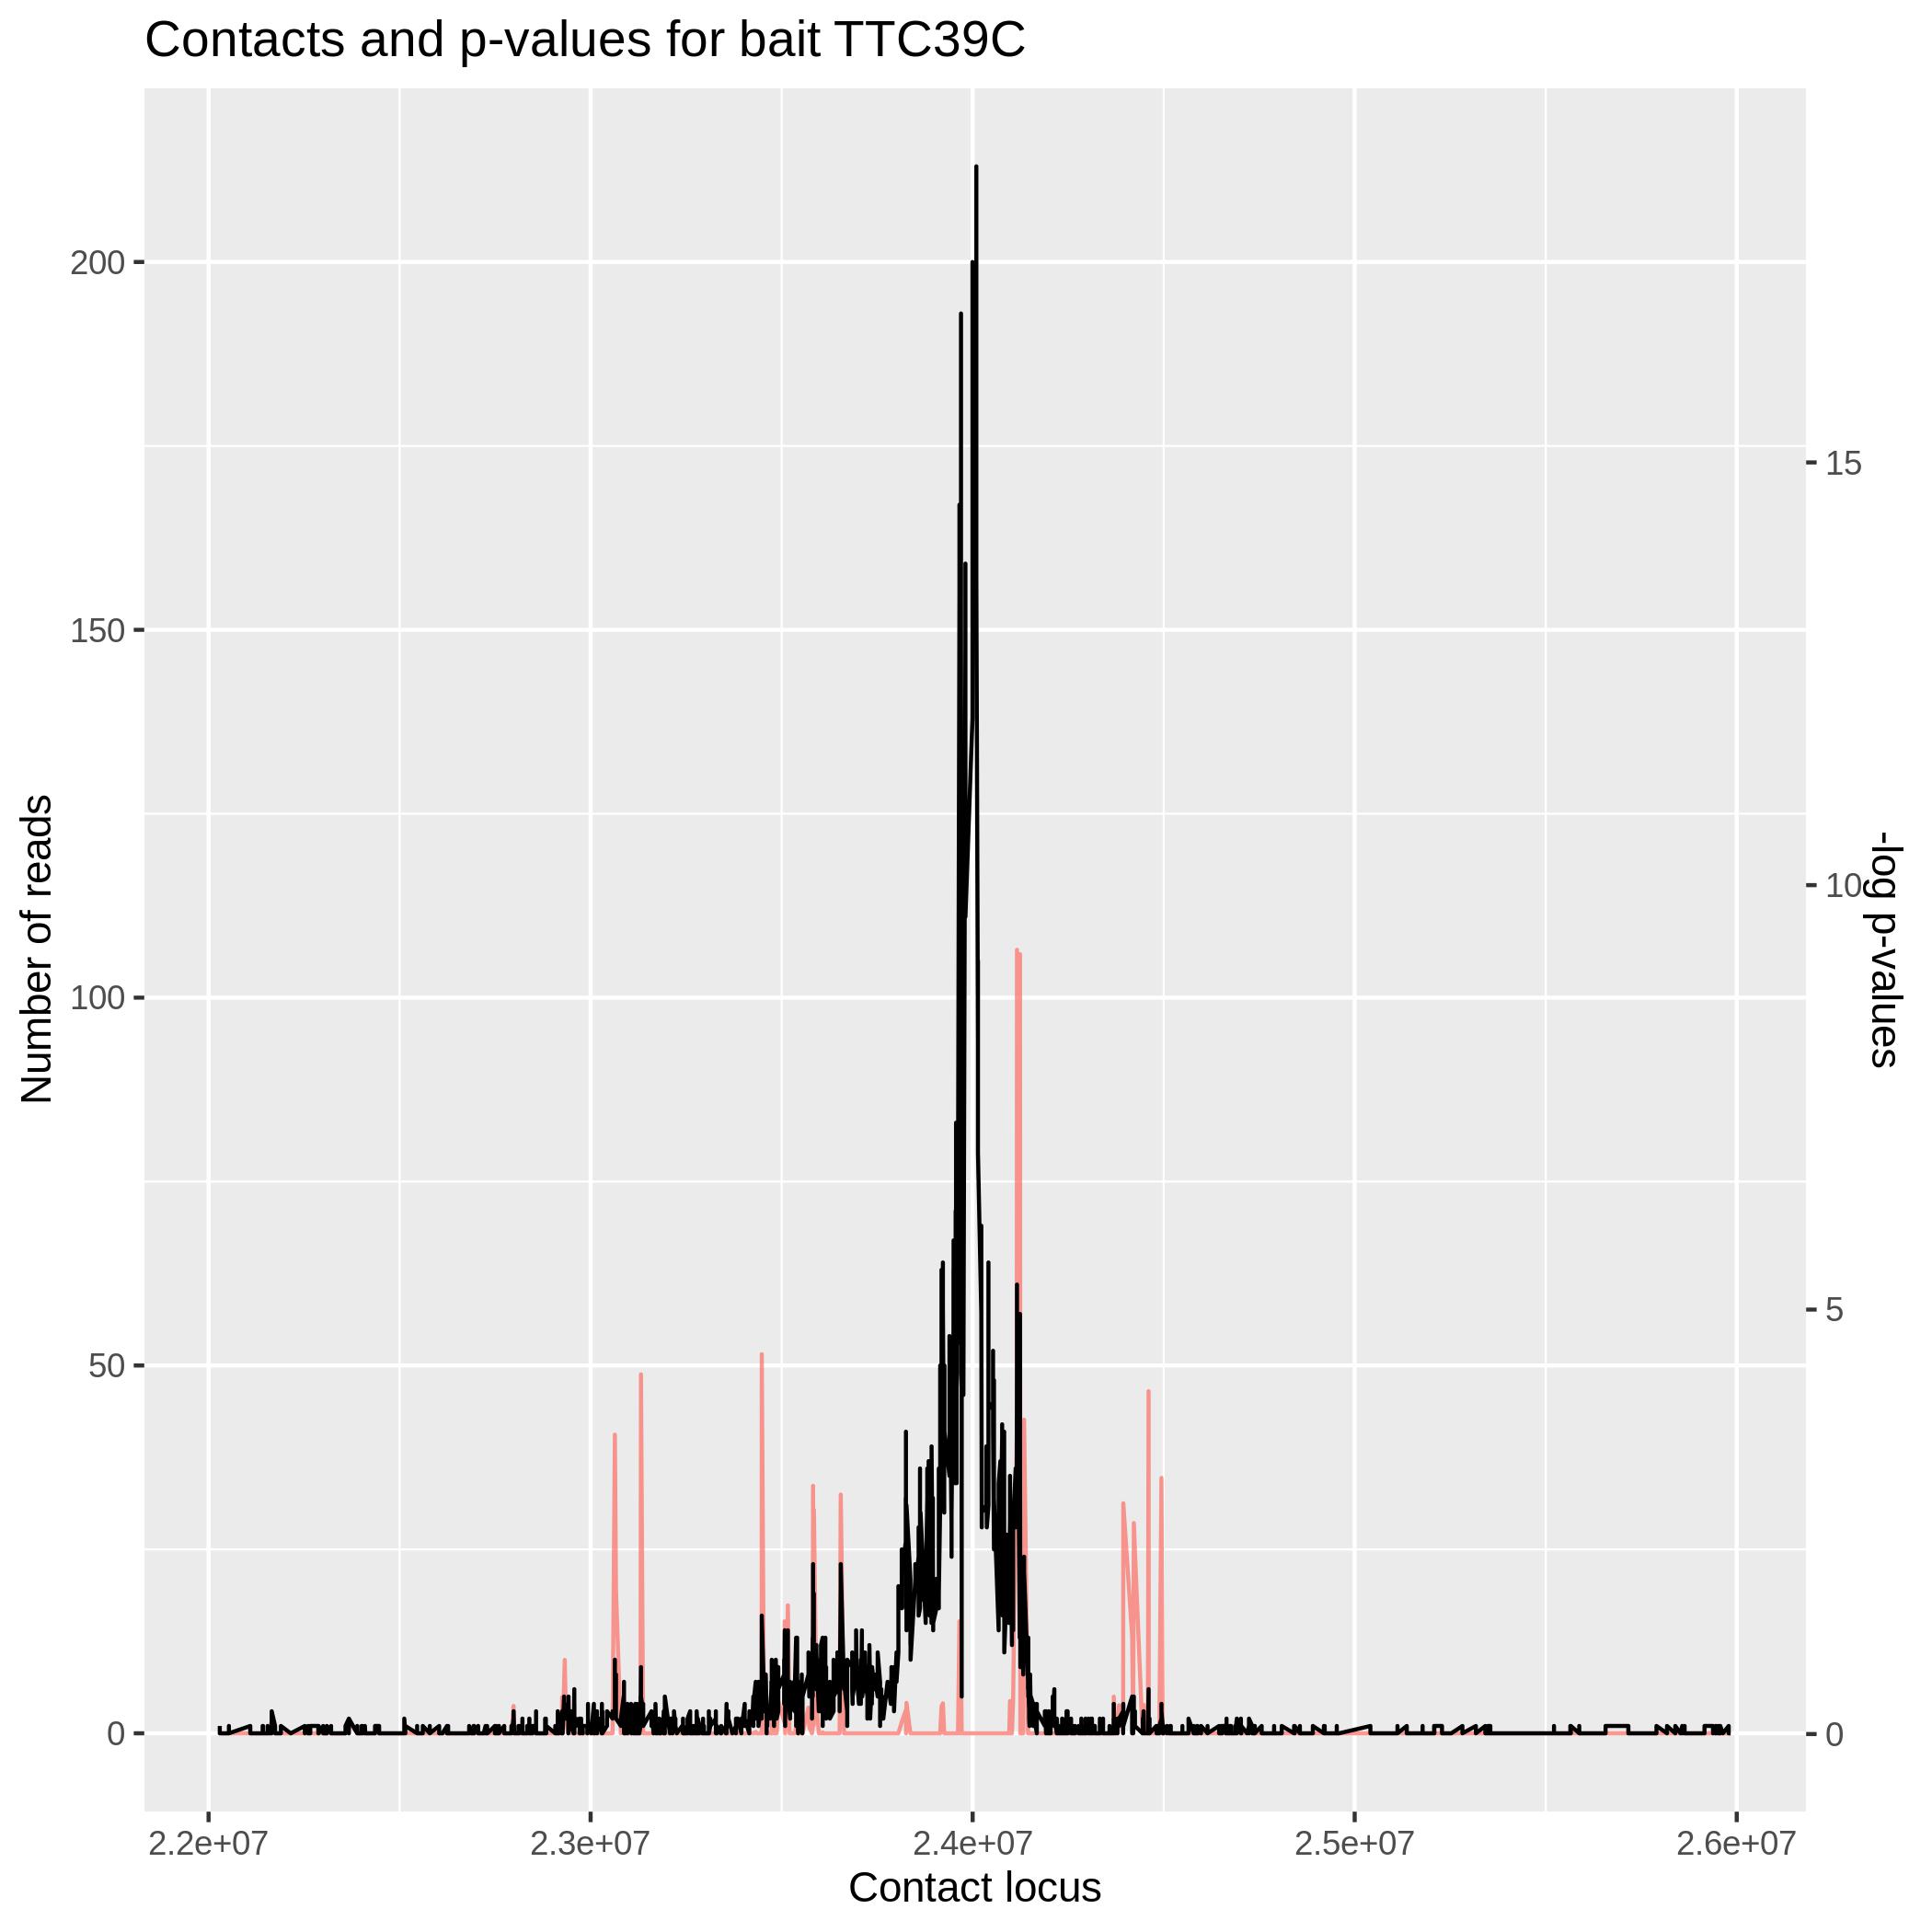 Contacts and p-values for bait TTC39C
200
150
100
50
0
Number of reads
15
10
5
0
-log p-values
2.2e+07 2.3e+07 2.4e+07 2.5e+07 2.6e+07
Contact locus